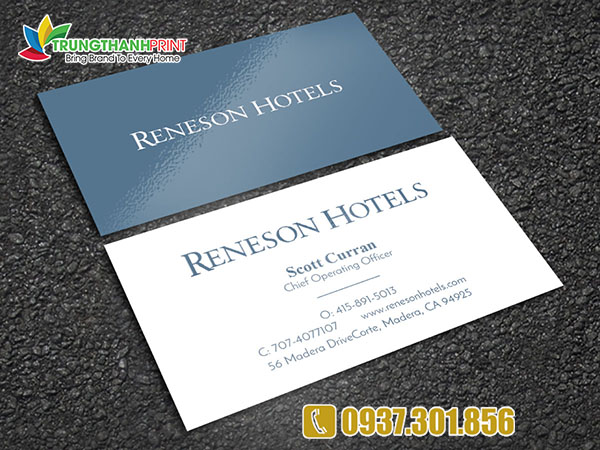 TRUNGTHANHPRINT
Bring Brand To Every Home
RENESON HOTELS
RENESON HOTELS
Scott Curran
Chief Operating Officer
O: 415-891-5013
C: 707-4077107 www.renesonhotels.com
56 Madera DriveCorte, Madera, CA 94925
0937.301.856